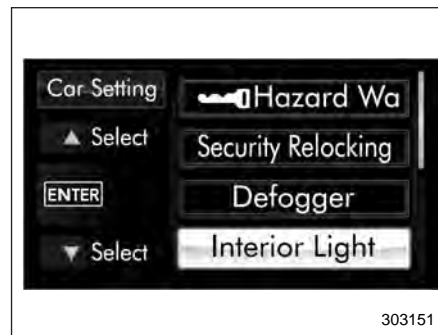 Car Setting
Hazard Wa
▲ Select
Security Relocking
ENTER
Defogger
▼ Select
Interior Light
303151